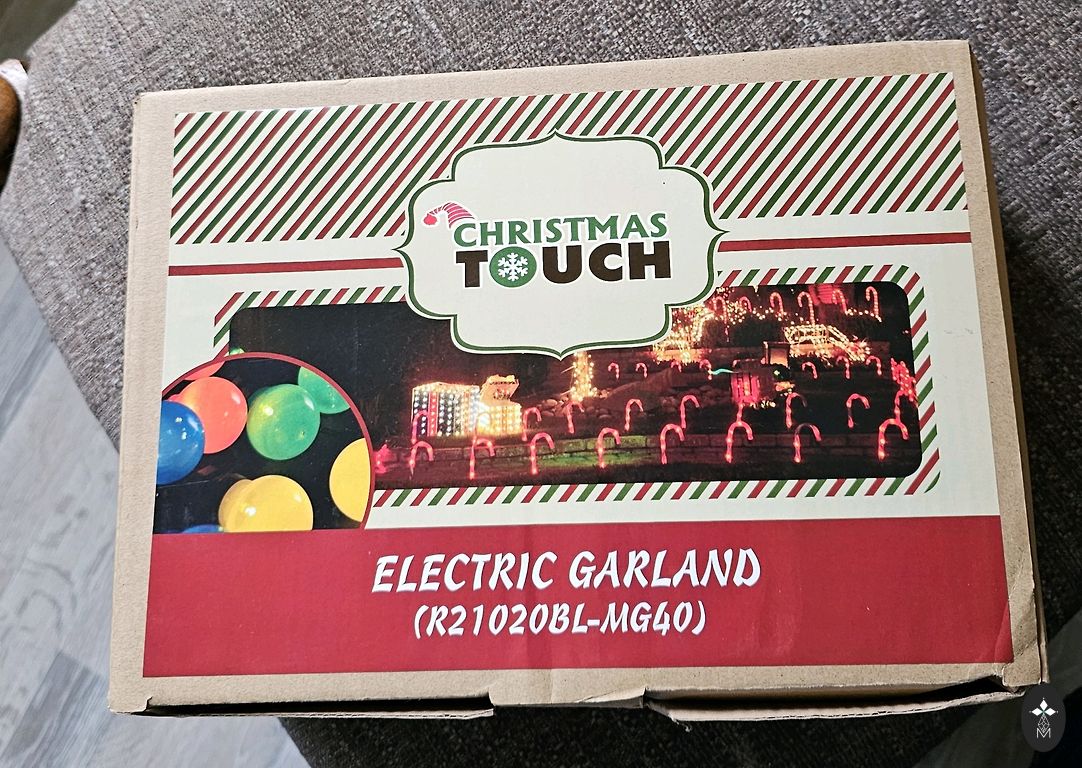 CHRISTMAS
TOUCH
ELECTRIC GARLAND
(R21020BL-MG40)
M